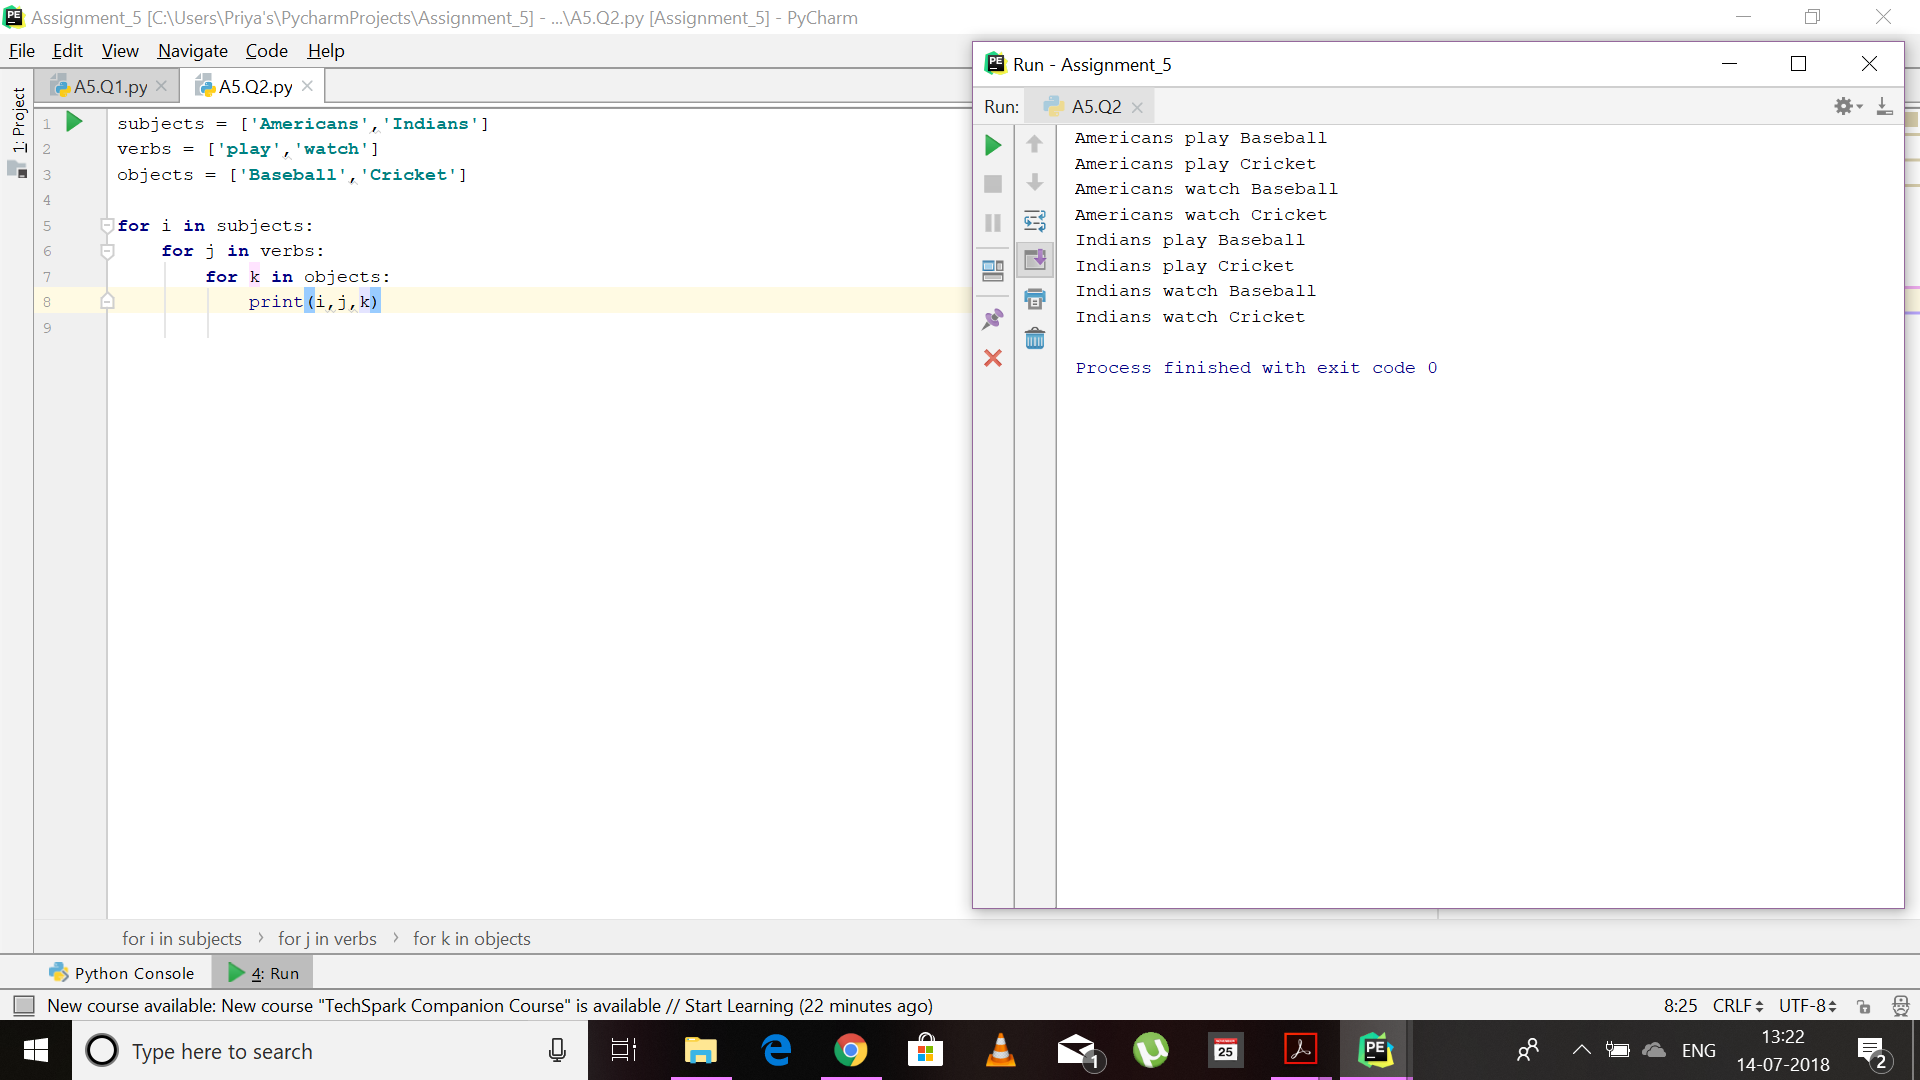 Assignment_5 [C:\Users\Priya's\PycharmProjects\Assignment_5] - ...\A5.Q2.py [Assignment_5] - PyCharm
File Edit View Navigate Code Help
1: Project
A5.Q1.py
A5.Q2.py
1 subjects = ['Americans','Indians']
2 verbs = ['play','watch']
3 objects = ['Baseball','Cricket']
4
5 for i in subjects:
6     for j in verbs:
7         for k in objects:
8             print(i,j,k)
9
for i in subjects › for j in verbs › for k in objects
Run - Assignment_5
Run: A5.Q2
Americans play Baseball
Americans play Cricket
Americans watch Baseball
Americans watch Cricket
Indians play Baseball
Indians play Cricket
Indians watch Baseball
Indians watch Cricket
Process finished with exit code 0
Python Console 4: Run
New course available: New course "TechSpark Companion Course" is available // Start Learning (22 minutes ago) 8:25 CRLF UTF-8
Type here to search
1
25
PE
ENG
13:22
14-07-2018
2